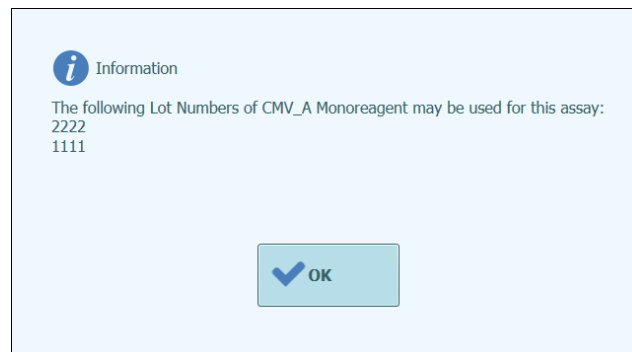 Information
The following Lot Numbers of CMV_A Monoreagent may be used for this assay:
2222
1111
OK